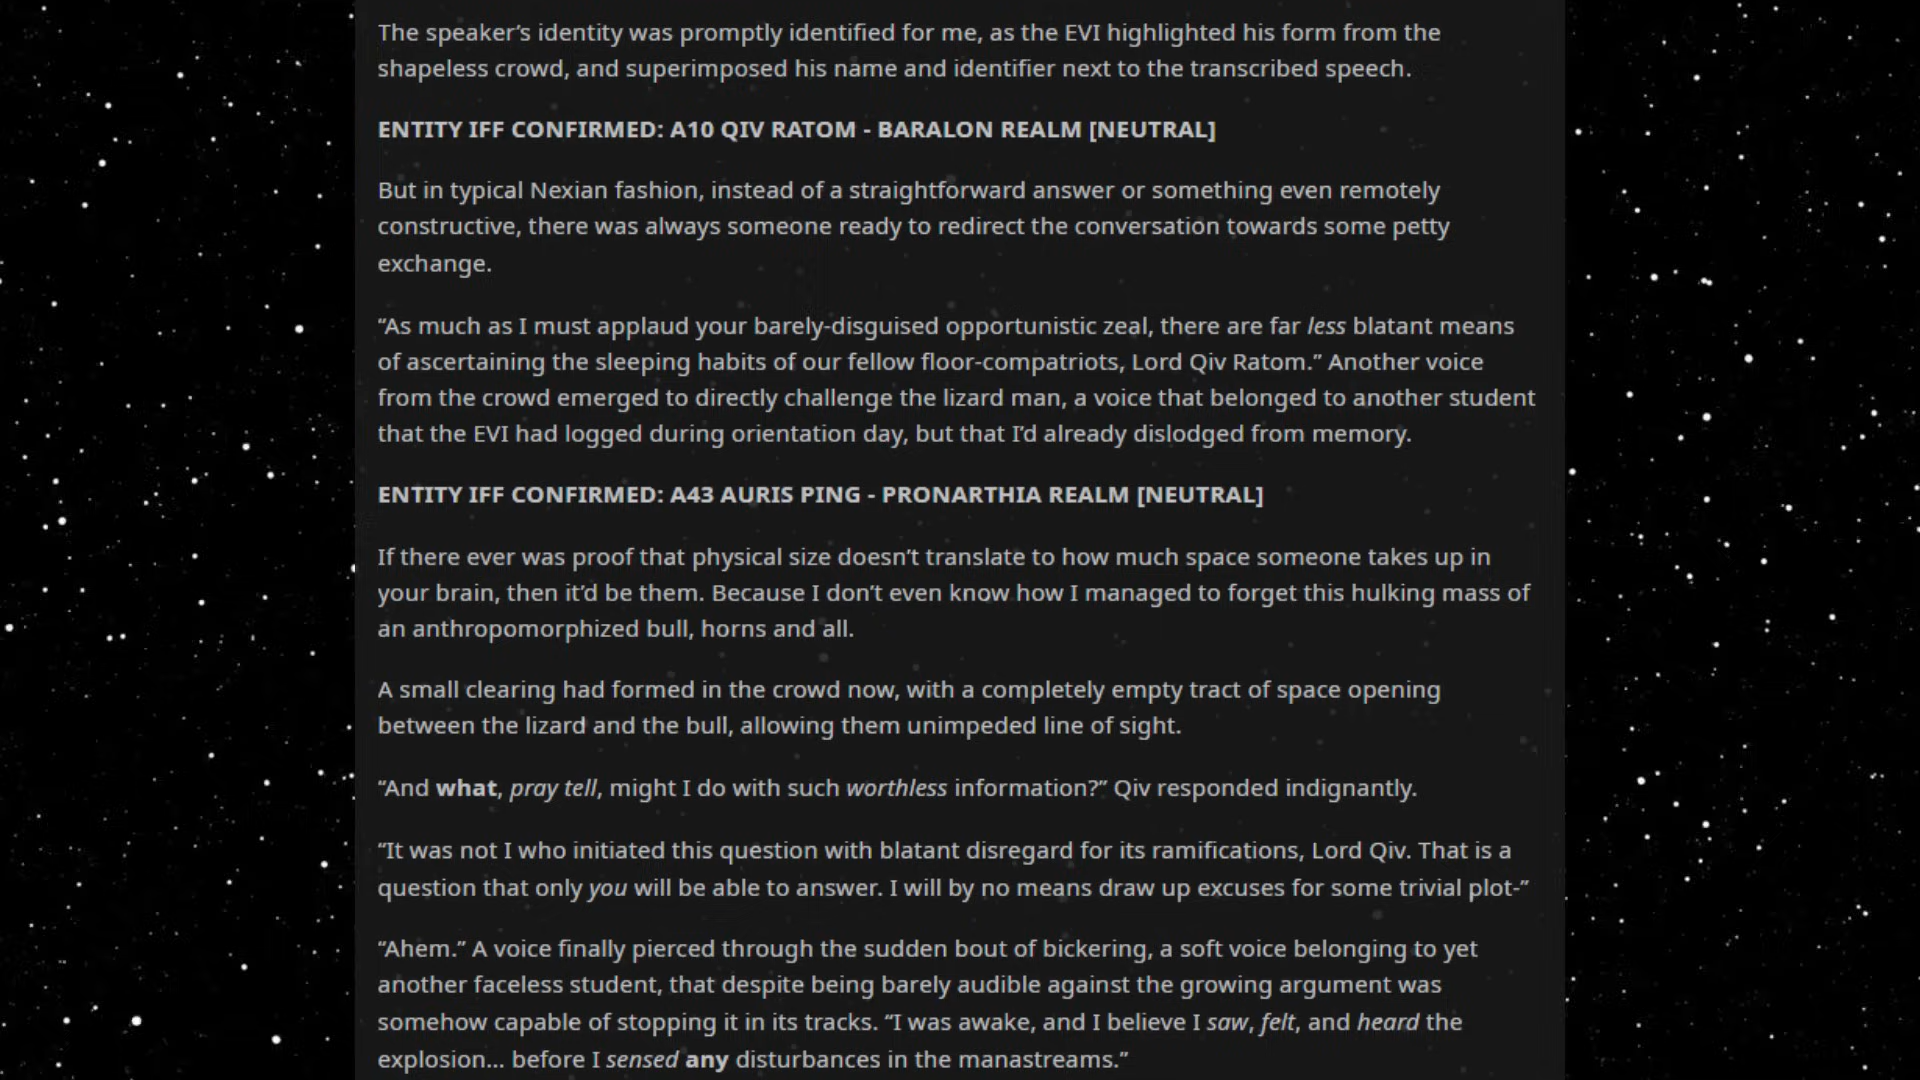 The speaker’s identity was promptly identified for me, as the EVI highlighted his form from the
shapeless crowd, and superimposed his name and identifier next to the transcribed speech.
ENTITY IFF CONFIRMED: A10 QIV RATOM - BARALON REALM [NEUTRAL]
But in typical Nexian fashion, instead of a straightforward answer or something even remotely
constructive, there was always someone ready to redirect the conversation towards some petty
exchange.
“As much as I must applaud your barely-disguised opportunistic zeal, there are far less blatant means
of ascertaining the sleeping habits of our fellow floor-compatriots, Lord Qiv Ratom.” Another voice
from the crowd emerged to directly challenge the lizard man, a voice that belonged to another student
that the EVI had logged during orientation day, but that I’d already dislodged from memory.
ENTITY IFF CONFIRMED: A43 AURIS PING - PRONARTHIA REALM [NEUTRAL]
If there ever was proof that physical size doesn’t translate to how much space someone takes up in
your brain, then it’d be them. Because I don’t even know how I managed to forget this hulking mass of
an anthropomorphized bull, horns and all.
A small clearing had formed in the crowd now, with a completely empty tract of space opening
between the lizard and the bull, allowing them unimpeded line of sight.
“And what, pray tell, might I do with such worthless information?” Qiv responded indignantly.
“It was not I who initiated this question with blatant disregard for its ramifications, Lord Qiv. That is a
question that only you will be able to answer. I will by no means draw up excuses for some trivial plot-”
“Ahem.” A voice finally pierced through the sudden bout of bickering, a soft voice belonging to yet
another faceless student, that despite being barely audible against the growing argument was
somehow capable of stopping it in its tracks. “I was awake, and I believe I saw, felt, and heard the
explosion… before I sensed any disturbances in the manastreams.”